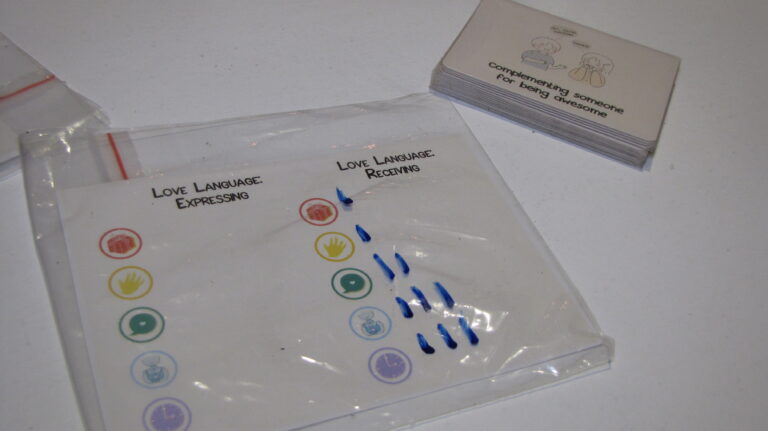 Complementing someone
for being awesome
Love Language:
Expressing
Love Language:
Receiving